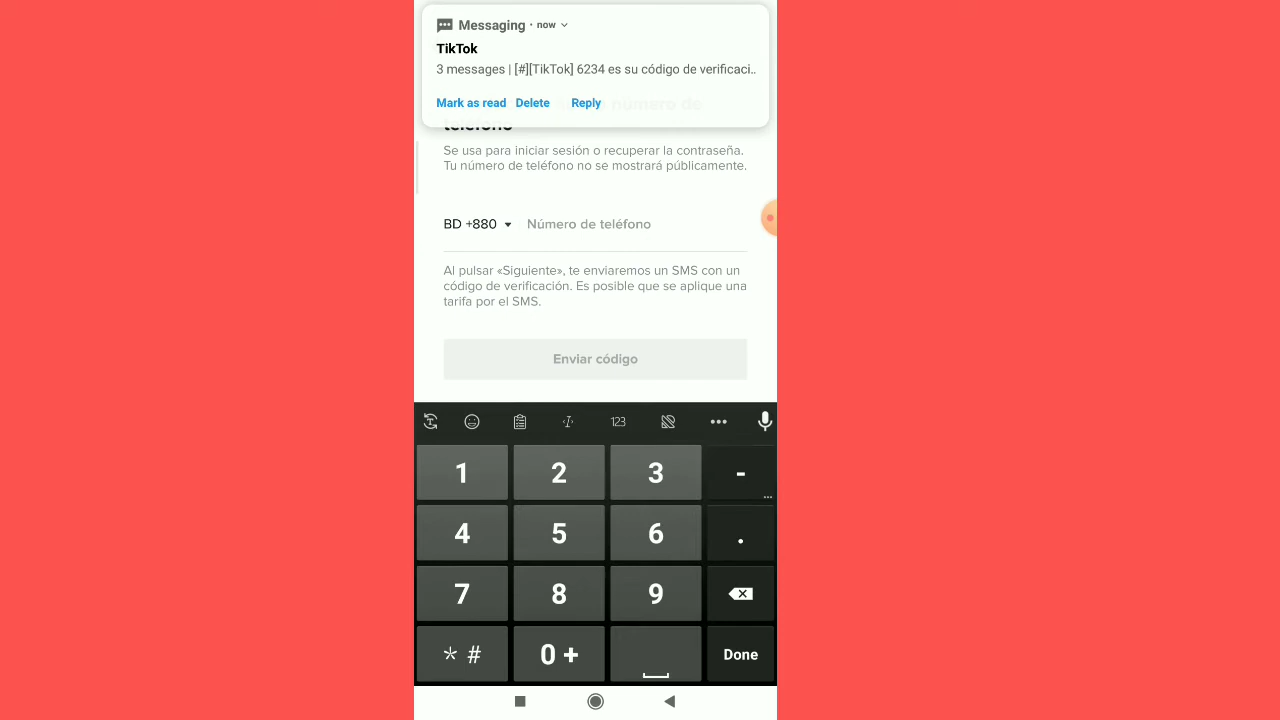 Messaging • now
TikTok
3 messages | [#][TikTok] 6234 es su código de verificaci..
Mark as read Delete Reply
número de
teléfono
Se usa para iniciar sesión o recuperar la contraseña.
Tu número de teléfono no se mostrará públicamente.
BD +880 Número de teléfono
Al pulsar «Siguiente», te enviaremos un SMS con un
código de verificación. Es posible que se aplique una
tarifa por el SMS.
Enviar código
123
1 2 3 -
4 5 6 .
7 8 9
* # 0 + Done